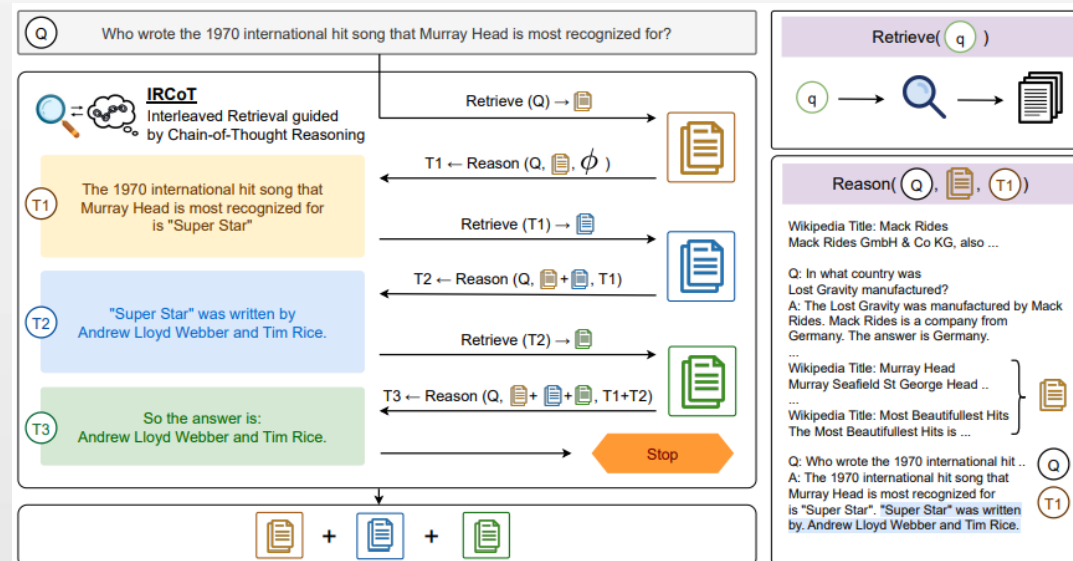 Q
Who wrote the 1970 international hit song that Murray Head is most recognized for?
IRCoT
Interleaved Retrieval guided
by Chain-of-Thought Reasoning
Retrieve (Q) →
T1 ← Reason (Q, , ϕ )
T1
The 1970 international hit song that
Murray Head is most recognized for
is "Super Star"
Retrieve (T1) →
T2 ← Reason (Q, + , T1)
T2
"Super Star" was written by
Andrew Lloyd Webber and Tim Rice.
Retrieve (T2) →
T3 ← Reason (Q, + + , T1+T2)
T3
So the answer is:
Andrew Lloyd Webber and Tim Rice.
Stop
+ +
Retrieve( q )
q
Reason( Q , , T1 )
Wikipedia Title: Mack Rides
Mack Rides GmbH & Co KG, also ...
Q: In what country was
Lost Gravity manufactured?
A: The Lost Gravity was manufactured by Mack
Rides. Mack Rides is a company from
Germany. The answer is Germany.
...
Wikipedia Title: Murray Head
Murray Seafield St George Head ..
...
Wikipedia Title: Most Beautifullest Hits
The Most Beautifullest Hits is ...
Q: Who wrote the 1970 international hit ..
Q
A: The 1970 international hit song that
Murray Head is most recognized for
T1
is "Super Star". "Super Star" was written
by. Andrew Lloyd Webber and Tim Rice.